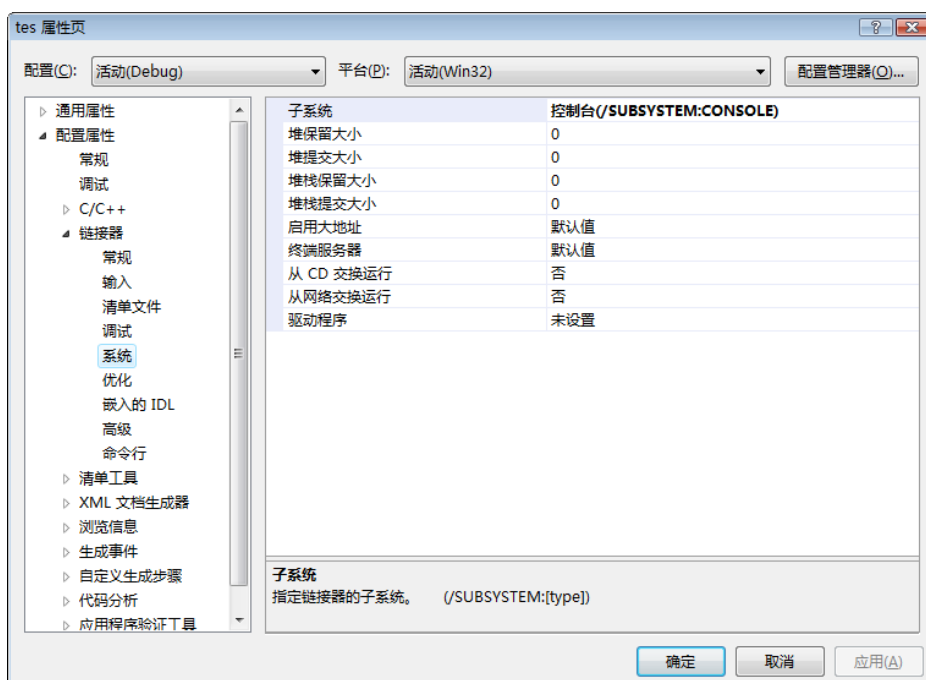 tes 属性页
配置(C): 活动(Debug) 平台(P): 活动(Win32) 配置管理器(O)...
通用属性
配置属性
常规
调试
C/C++
链接器
常规
输入
清单文件
调试
系统
优化
嵌入的 IDL
高级
命令行
清单工具
XML 文档生成器
浏览信息
生成事件
自定义生成步骤
代码分析
应用程序验证工具
子系统 控制台(/SUBSYSTEM:CONSOLE)
堆保留大小 0
堆提交大小 0
堆栈保留大小 0
堆栈提交大小 0
启用大地址 默认值
终端服务器 默认值
从 CD 交换运行 否
从网络交换运行 否
驱动程序 未设置
子系统
指定链接器的子系统。 (/SUBSYSTEM:[type])
确定 取消 应用(A)